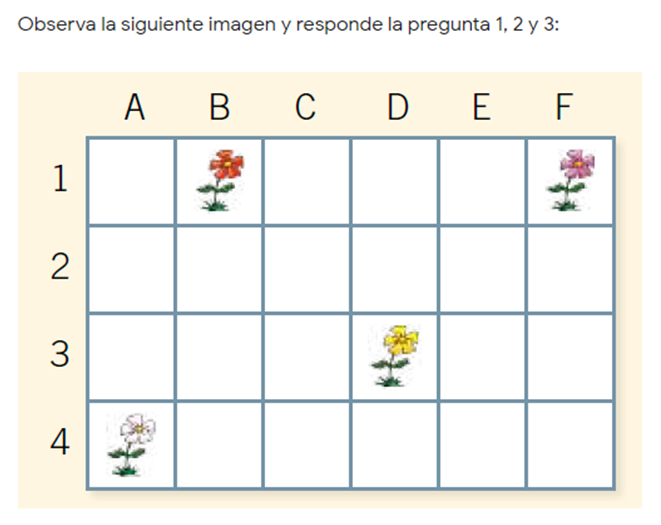 Observa la siguiente imagen y responde la pregunta 1, 2 y 3:
A B C D E F
1
2
3
4